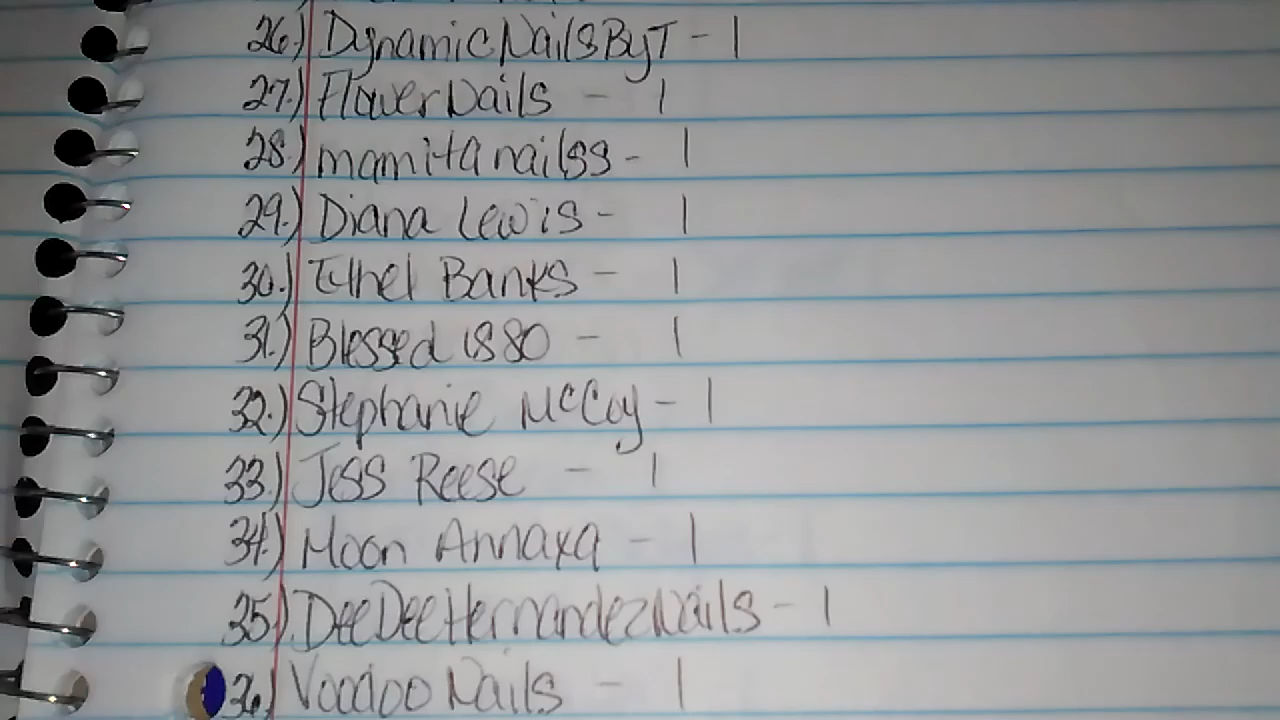 26.) DynamicNailsByT - 1
27.) FlowerNails - 1
28.) mamitanailss - 1
29.) Diana Lewis - 1
30.) Ethel Banks - 1
31.) Blessed 1880 - 1
32.) Stephanie McCoy - 1
33.) Jess Reese - 1
34.) Moon Annaxa - 1
35.) DeeDeeHernandezNails - 1
36.) Voodoo Nails - 1